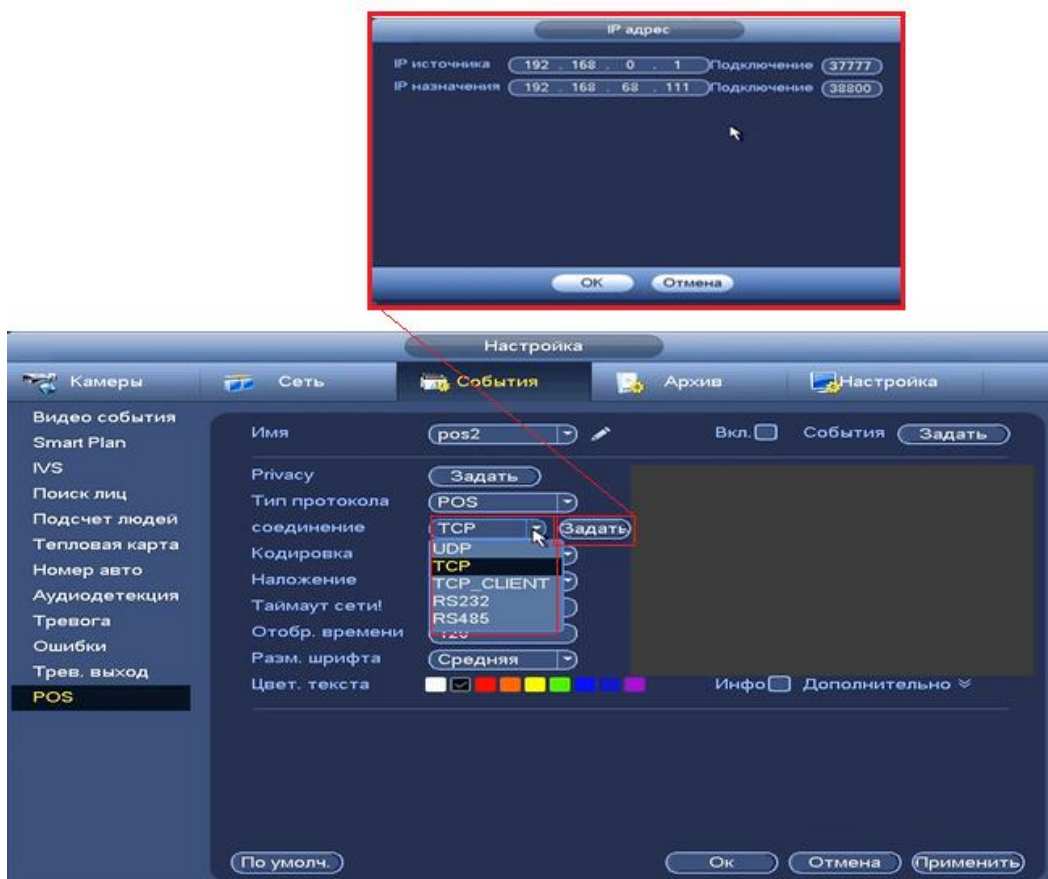 IP адрес
IP источника 192 . 168 . 0 . 1 Подключение 37777
IP назначения 192 . 168 . 68 . 111 Подключение 38800
OK Отмена
Настройка
Камеры Сеть События Архив Настройка
Видео события
Smart Plan
IVS
Поиск лиц
Подсчет людей
Тепловая карта
Номер авто
Аудиодетекция
Тревога
Ошибки
Трев. выход
POS
Имя pos2 Вкл. События Задать
Privacy Задать
Тип протокола POS
соединение TCP Задать
Кодировка
Наложение
Таймаут сети!
Отобр. времени
UDP
TCP
TCP_CLIENT
RS232
RS485
Разм. шрифта Средняя
Цвет. текста Инфо Дополнительно
По умолч. Ок Отмена Применить